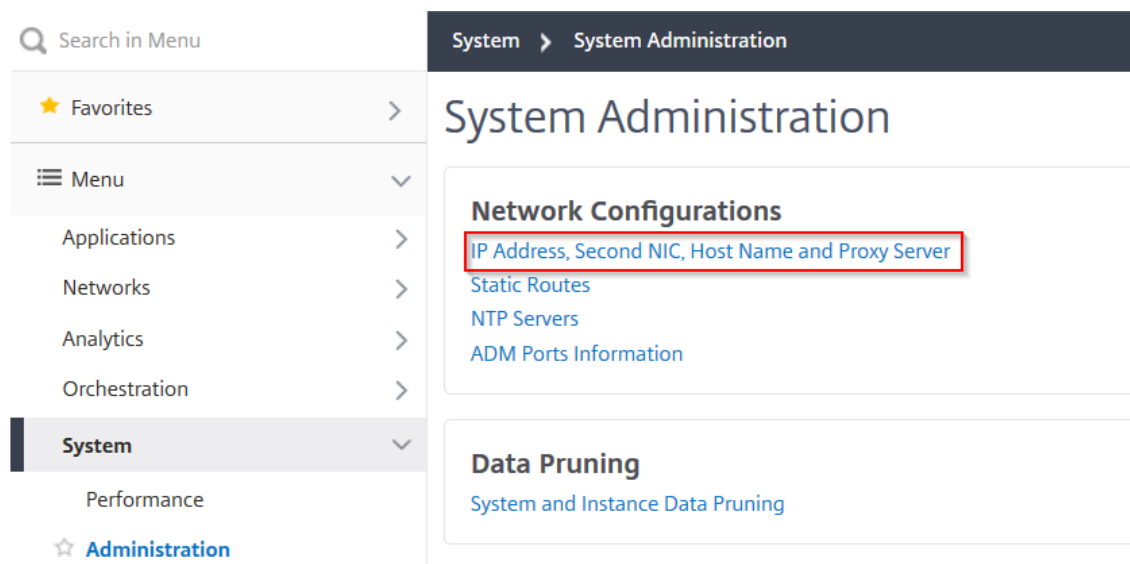 Search in Menu
Favorites
Menu
Applications
Networks
Analytics
Orchestration
System
Performance
Administration
System > System Administration
System Administration
Network Configurations
IP Address, Second NIC, Host Name and Proxy Server
Static Routes
NTP Servers
ADM Ports Information
Data Pruning
System and Instance Data Pruning